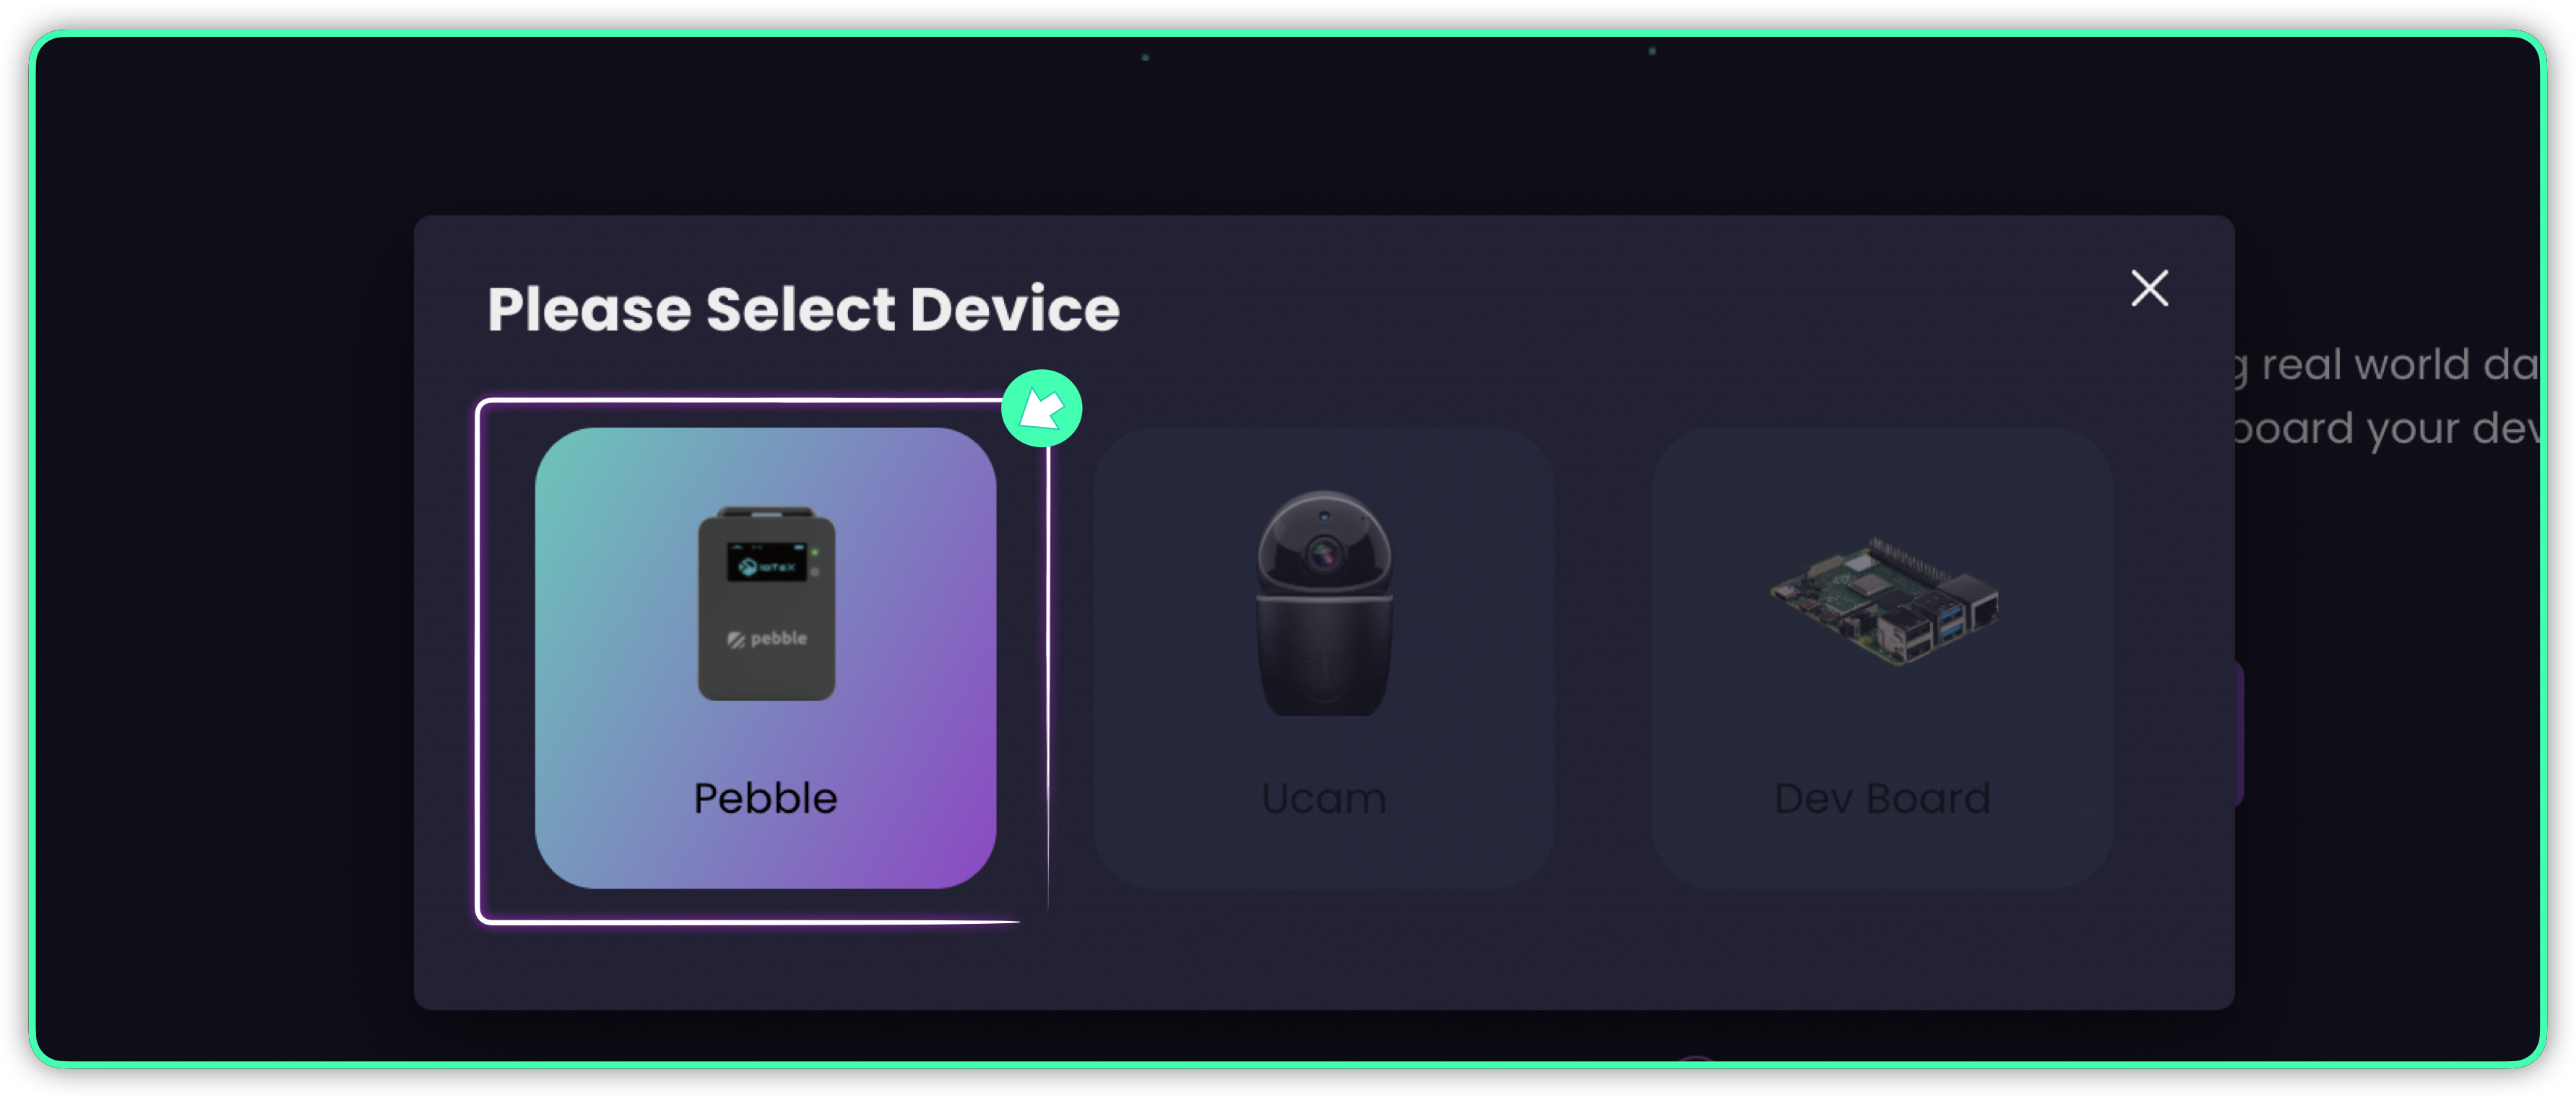 Please Select Device
g real world da
board your dev
IoTeX
pebble
Pebble
Ucam
Dev Board